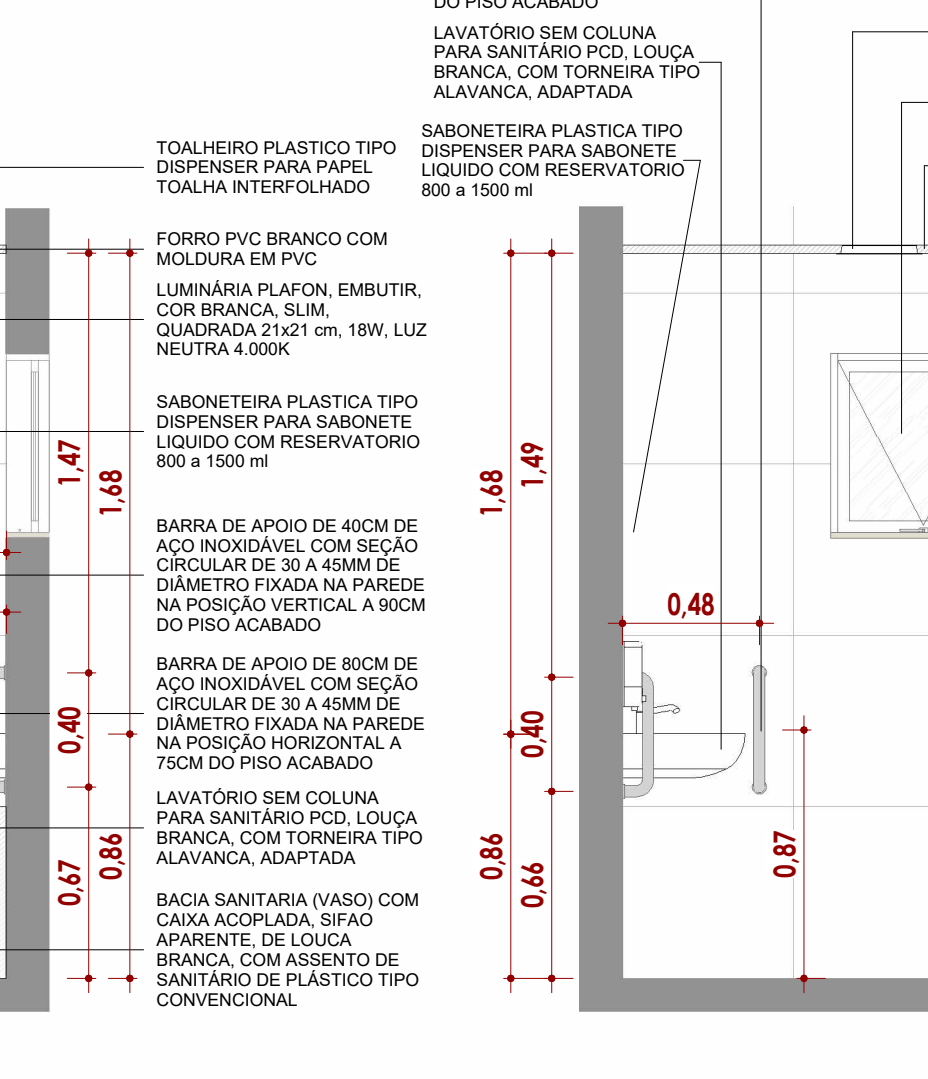 DO PISO ACABADO
LAVATÓRIO SEM COLUNA
PARA SANITÁRIO PCD, LOUÇA
BRANCA, COM TORNEIRA TIPO
ALAVANCA, ADAPTADA
SABONETEIRA PLASTICA TIPO
DISPENSER PARA SABONETE
LIQUIDO COM RESERVATORIO
800 a 1500 ml
TOALHEIRO PLASTICO TIPO
DISPENSER PARA PAPEL
TOALHA INTERFOLHADO
FORRO PVC BRANCO COM
MOLDURA EM PVC
LUMINÁRIA PLAFON, EMBUTIR,
COR BRANCA, SLIM,
QUADRADA 21x21 cm, 18W, LUZ
NEUTRA 4.000K
SABONETEIRA PLASTICA TIPO
DISPENSER PARA SABONETE
LIQUIDO COM RESERVATORIO
800 a 1500 ml
BARRA DE APOIO DE 40CM DE
AÇO INOXIDÁVEL COM SEÇÃO
CIRCULAR DE 30 A 45MM DE
DIÂMETRO FIXADA NA PAREDE
NA POSIÇÃO VERTICAL A 90CM
DO PISO ACABADO
BARRA DE APOIO DE 80CM DE
AÇO INOXIDÁVEL COM SEÇÃO
CIRCULAR DE 30 A 45MM DE
DIÂMETRO FIXADA NA PAREDE
NA POSIÇÃO HORIZONTAL A
75CM DO PISO ACABADO
LAVATÓRIO SEM COLUNA
PARA SANITÁRIO PCD, LOUÇA
BRANCA, COM TORNEIRA TIPO
ALAVANCA, ADAPTADA
BACIA SANITARIA (VASO) COM
CAIXA ACOPLADA, SIFAO
APARENTE, DE LOUCA
BRANCA, COM ASSENTO DE
SANITÁRIO DE PLÁSTICO TIPO
CONVENCIONAL
1,47
1,68
0,40
0,67
0,86
1,68
1,49
0,48
0,40
0,86
0,66
0,87